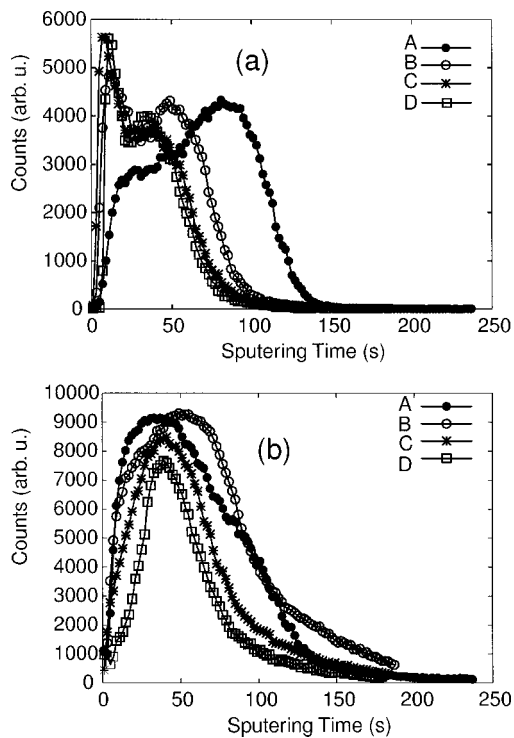 6000
5000
4000
3000
2000
1000
0
Counts (arb. u.)
(a)
A
B
C
D
0 50 100 150 200 250
Sputering Time (s)
10000
9000
8000
7000
6000
5000
4000
3000
2000
1000
0
Counts (arb. u.)
(b)
A
B
C
D
0 50 100 150 200 250
Sputering Time (s)